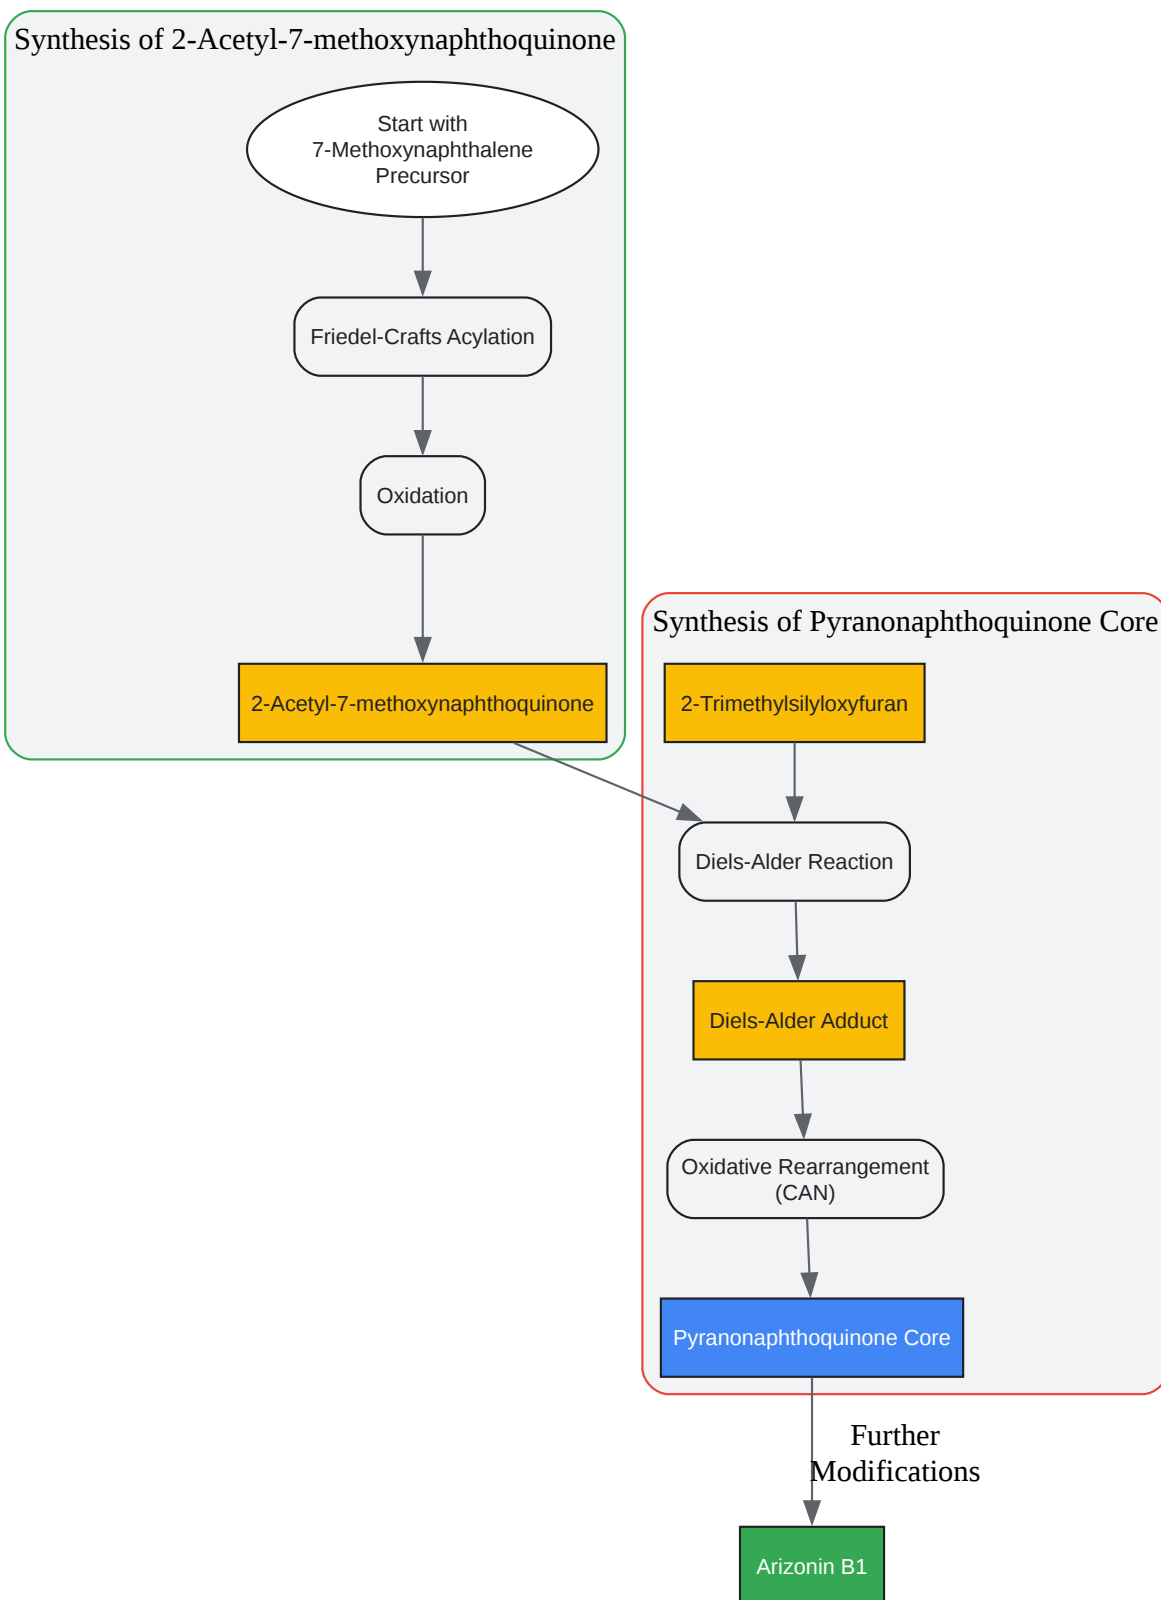 Synthesis of 2-Acetyl-7-methoxynaphthoquinone
Start with
7-Methoxynaphthalene
Precursor
Friedel-Crafts Acylation
Oxidation
2-Acetyl-7-methoxynaphthoquinone
Synthesis of Pyranonaphthoquinone Core
2-Trimethylsilyloxyfuran
Diels-Alder Reaction
Diels-Alder Adduct
Oxidative Rearrangement
(CAN)
Pyranonaphthoquinone Core
Further
Modifications
Arizonin B1